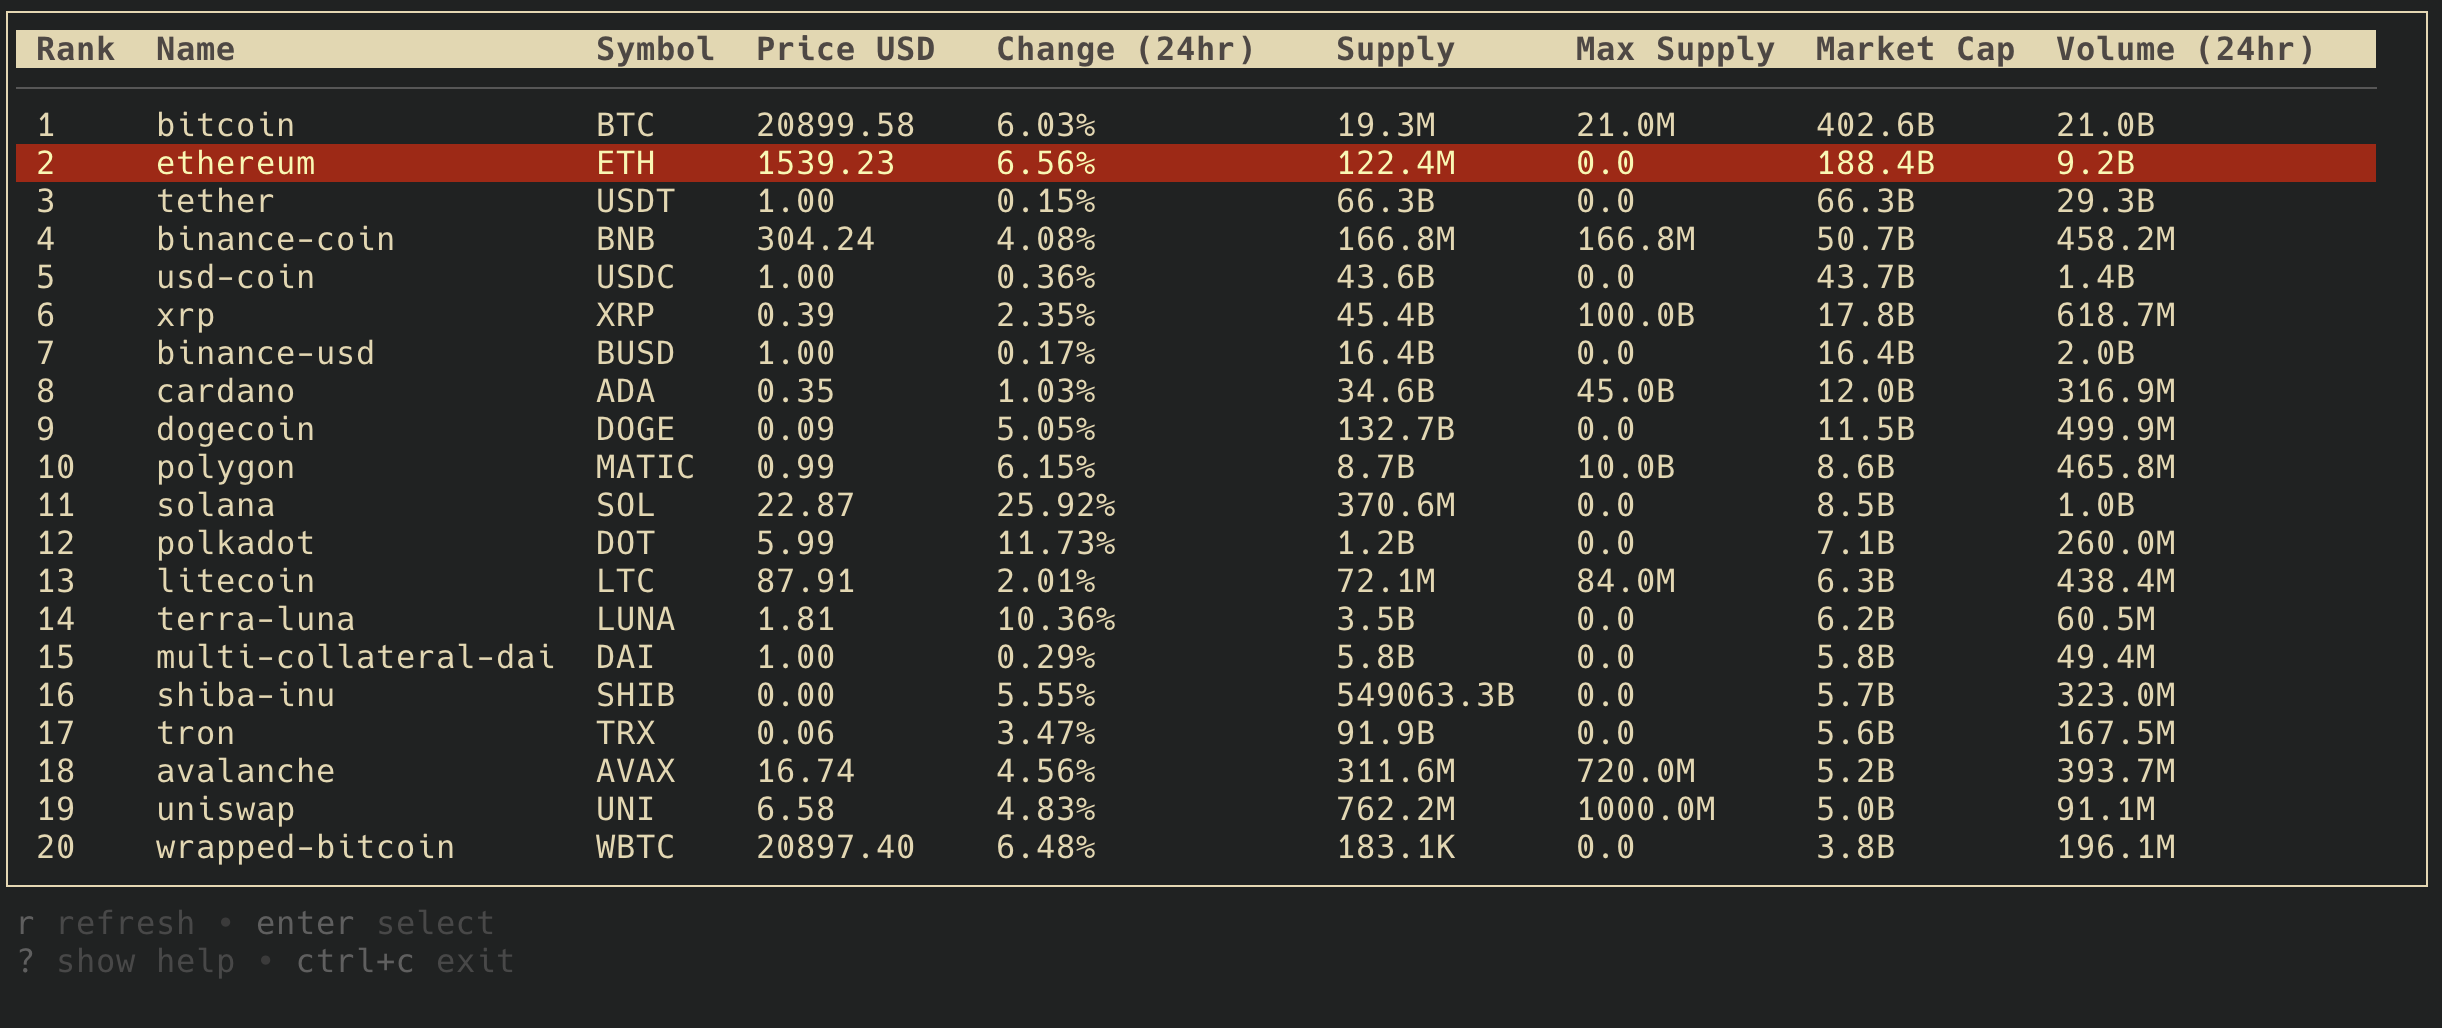 Rank Name Symbol Price USD Change (24hr) Supply Max Supply Market Cap Volume (24hr)
1 bitcoin BTC 20899.58 6.03% 19.3M 21.0M 402.6B 21.0B
2 ethereum ETH 1539.23 6.56% 122.4M 0.0 188.4B 9.2B
3 tether USDT 1.00 0.15% 66.3B 0.0 66.3B 29.3B
4 binance-coin BNB 304.24 4.08% 166.8M 166.8M 50.7B 458.2M
5 usd-coin USDC 1.00 0.36% 43.6B 0.0 43.7B 1.4B
6 xrp XRP 0.39 2.35% 45.4B 100.0B 17.8B 618.7M
7 binance-usd BUSD 1.00 0.17% 16.4B 0.0 16.4B 2.0B
8 cardano ADA 0.35 1.03% 34.6B 45.0B 12.0B 316.9M
9 dogecoin DOGE 0.09 5.05% 132.7B 0.0 11.5B 499.9M
10 polygon MATIC 0.99 6.15% 8.7B 10.0B 8.6B 465.8M
11 solana SOL 22.87 25.92% 370.6M 0.0 8.5B 1.0B
12 polkadot DOT 5.99 11.73% 1.2B 0.0 7.1B 260.0M
13 litecoin LTC 87.91 2.01% 72.1M 84.0M 6.3B 438.4M
14 terra-luna LUNA 1.81 10.36% 3.5B 0.0 6.2B 60.5M
15 multi-collateral-dai DAI 1.00 0.29% 5.8B 0.0 5.8B 49.4M
16 shiba-inu SHIB 0.00 5.55% 549063.3B 0.0 5.7B 323.0M
17 tron TRX 0.06 3.47% 91.9B 0.0 5.6B 167.5M
18 avalanche AVAX 16.74 4.56% 311.6M 720.0M 5.2B 393.7M
19 uniswap UNI 6.58 4.83% 762.2M 1000.0M 5.0B 91.1M
20 wrapped-bitcoin WBTC 20897.40 6.48% 183.1K 0.0 3.8B 196.1M
r refresh • enter select
? show help • ctrl+c exit